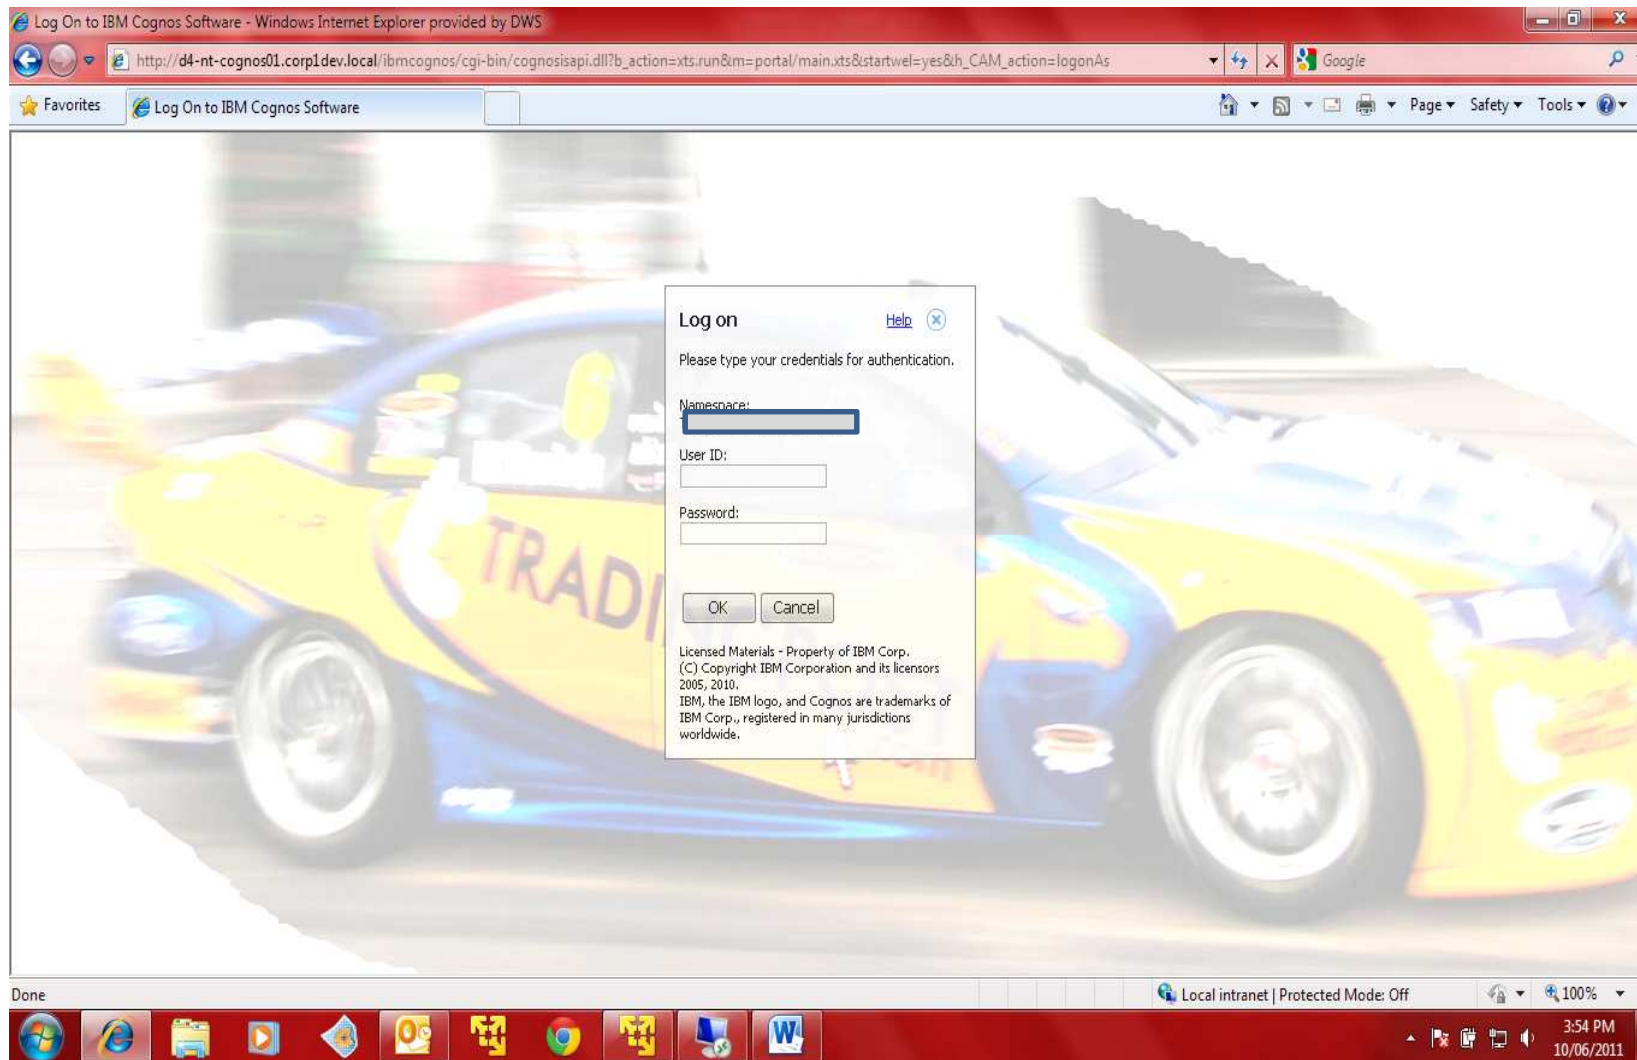 Log On to IBM Cognos Software - Windows Internet Explorer provided by DWS
http://d4-nt-cognos01.corp1dev.local/ibmcognos/cgi-bin/cognosisapi.dll?b_action=xts.run&m=portal/main.xts&startwel=yes&h_CAM_action=logonAs
Google
Favorites
Log On to IBM Cognos Software
Page
Safety
Tools
Log on
Help
Please type your credentials for authentication.
Namespace:
User ID:
Password:
6
TRADI
OK
Cancel
Licensed Materials - Property of IBM Corp.
(C) Copyright IBM Corporation and its licensors
2005, 2010.
IBM, the IBM logo, and Cognos are trademarks of
IBM Corp., registered in many jurisdictions
worldwide.
Done
Local intranet | Protected Mode: Off
100%
3:54 PM
10/06/2011